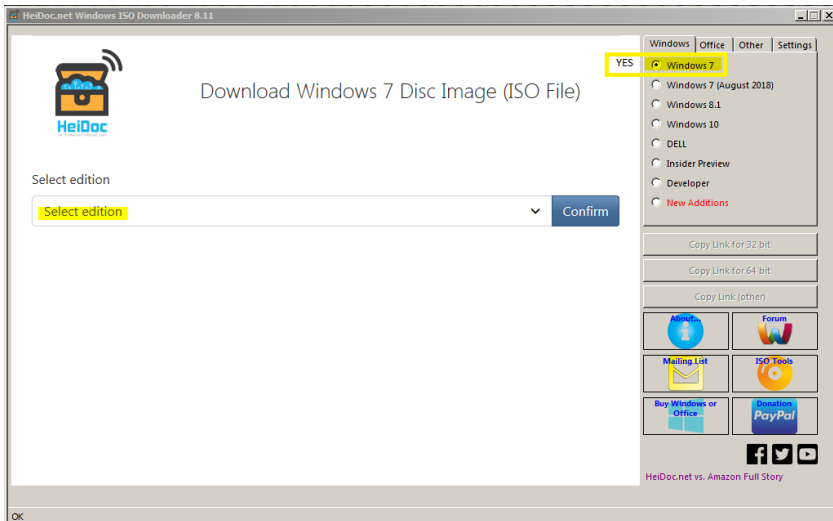 HeiDoc.net Windows ISO Downloader 8.11
HeiDoc
Download Windows 7 Disc Image (ISO File)
YES
Select edition
Select edition
Confirm
Windows
Office
Other
Settings
Windows 7
Windows 7 (August 2018)
Windows 8.1
Windows 10
DELL
Insider Preview
Developer
New Additions
Copy Link for 32 bit
Copy Link for 64 bit
Copy Link (other)
About...
Forum
Mailing List
ISO Tools
Buy Windows or
Office
Donation
PayPal
HeiDoc.net vs. Amazon Full Story
OK